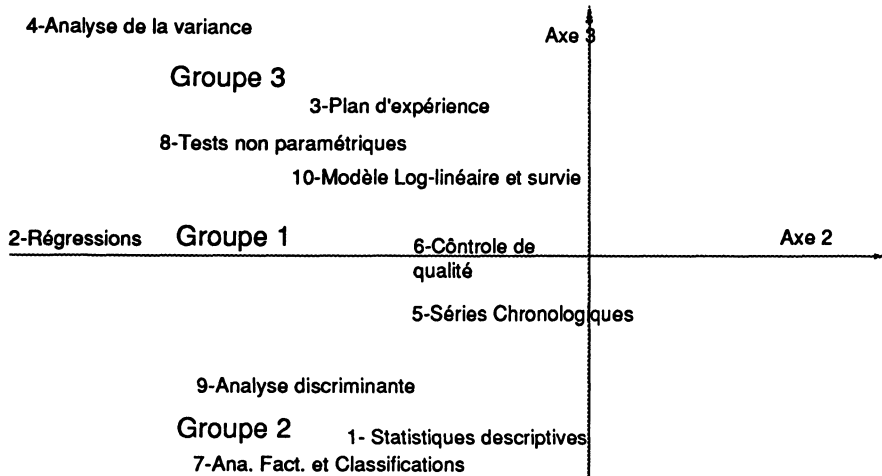 4-Analyse de la variance
Axe 3
Groupe 3
3-Plan d'expérience
8-Tests non paramétriques
10-Modèle Log-linéaire et survie
2-Régressions
Groupe 1
6-Côntrole de
qualité
Axe 2
5-Séries Chronologiques
9-Analyse discriminante
Groupe 2
1- Statistiques descriptives
7-Ana. Fact. et Classifications